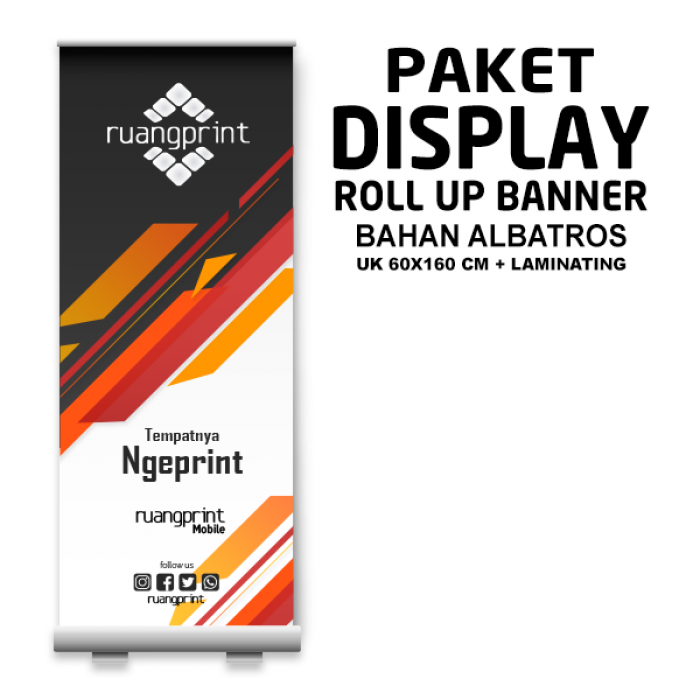 ruangprint
Tempatnya
Ngeprint
ruangprint
Mobile
follow us
ruangprint
PAKET
DISPLAY
ROLL UP BANNER
BAHAN ALBATROS
UK 60X160 CM + LAMINATING